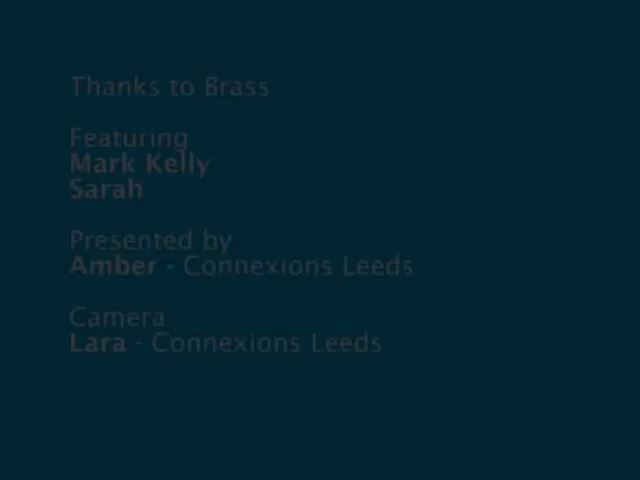 Thanks to Brass
Featuring
Mark Kelly
Sarah
Presented by
Amber - Connexions Leeds
Camera
Lara - Connexions Leeds